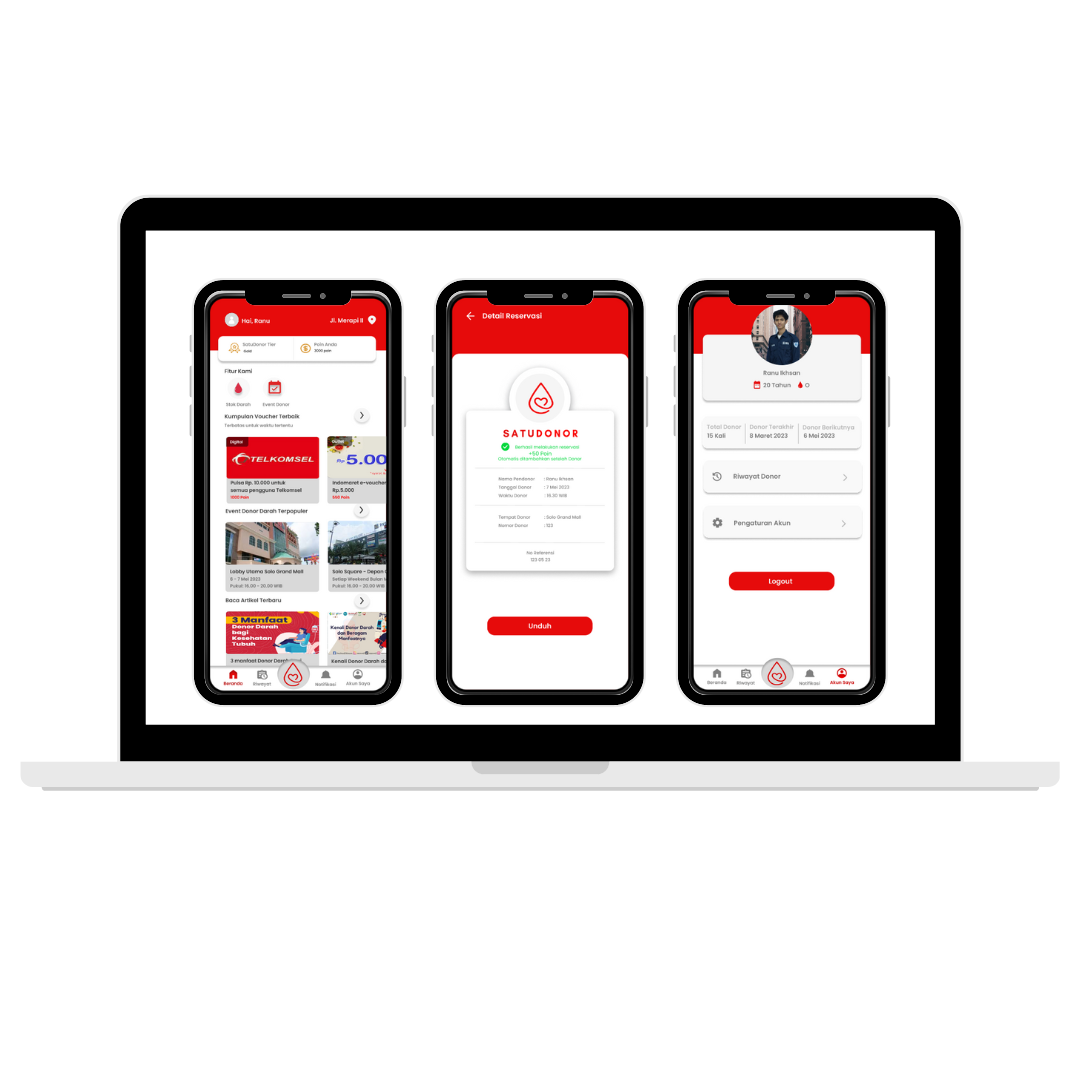 Hai, Ranu
Jl. Merapi II
SatuDonor Tier
Gold
Poin Anda
3000 poin
Fitur Kami
Stok Darah
Event Donor
Kumpulan Voucher Terbaik
Terbatas untuk waktu tertentu
Digital
TELKOMSEL
Pulsa Rp. 10.000 untuk
semua pengguna Telkomsel
1000 Poin
Outlet
Rp 5.00
Indomaret e-voucher
Rp.5.000
550 Poin
Event Donor Darah Terpopuler
Lobby Utama Solo Grand Mall
5 - 7 Mei 2023
Pukul 16.00 - 20.00 WIB
Solo Square - Depan
Setiap Weekend Bulan
Pukul 16.00 - 20.00 WIB
Baca Artikel Terbaru
3 Manfaat
Donor Darah
bagi
Kesehatan
Tubuh
3 Manfaat Donor Darah
Kenali Donor Darah
dan Beragam
Manfaatnya
Kenali Donor Darah da
Beranda
Riwayat
Notifikasi
Akun Saya
Detail Reservasi
SATUDONOR
Berhasil melakukan reservasi
+50 Poin
Otomatis ditambahkan setelah Donor
Nama Pendonor : Ranu Ikhsan
Tanggal Donor : 7 Mei 2023
Waktu Donor : 16.30 WIB
Tempat Donor : Solo Grand Mall
Nomor Donor : 123
No Referensi
123 05 23
Unduh
Ranu Ikhsan
20 Tahun
O
Total Donor
15 Kali
Donor Terakhir
8 Maret 2023
Donor Berikutnya
6 Mei 2023
Riwayat Donor
Pengaturan Akun
Logout
Beranda
Riwayat
Notifikasi
Akun Saya